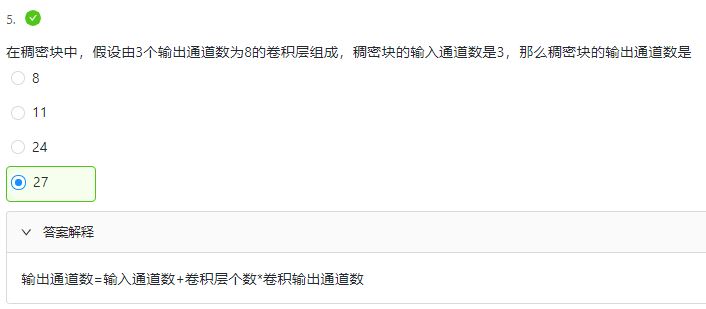 5.
在稠密块中，假设由3个输出通道数为8的卷积层组成，稠密块的输入通道数是3，那么稠密块的输出通道数是
8
11
24
27
答案解释
输出通道数=输入通道数+卷积层个数*卷积输出通道数